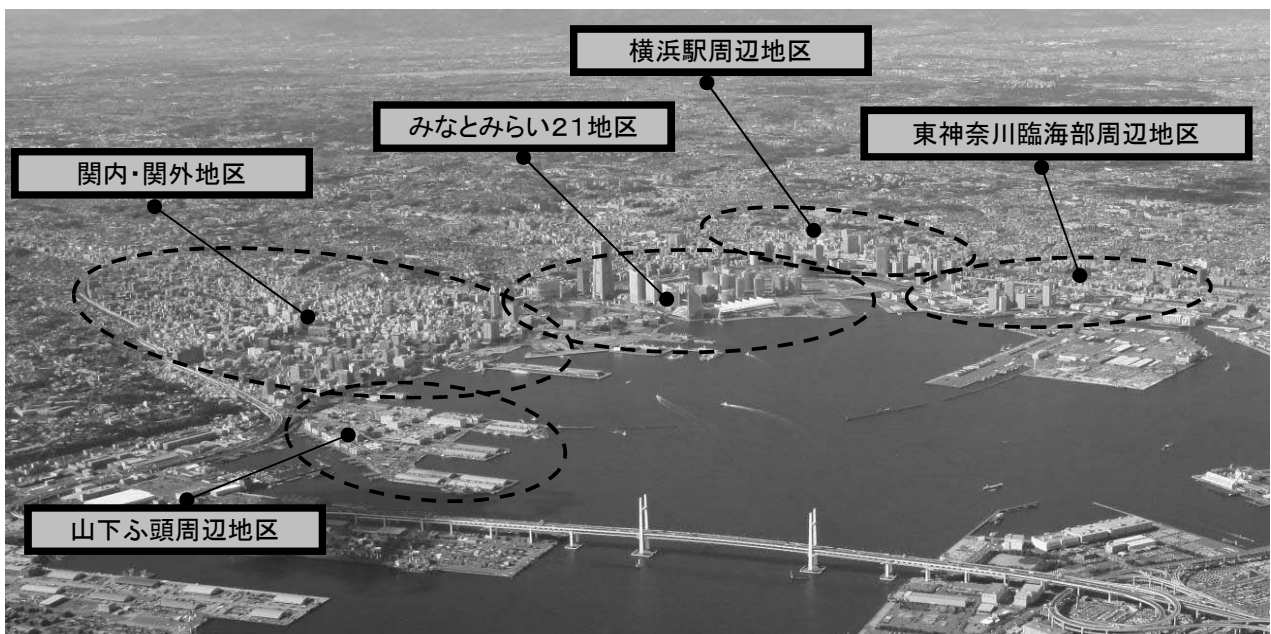 横浜駅周辺地区
みなとみらい21地区
東神奈川臨海部周辺地区
関内・関外地区
山下ふ頭周辺地区